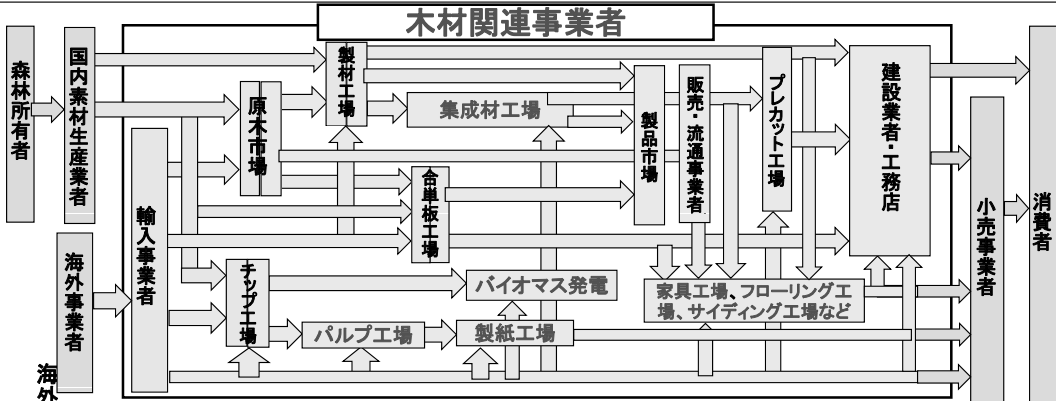 木材関連事業者
森林所有者
国内素材生産業者
海外事業者
海外
輸入事業者
原木市場
製材工場
集成材工場
合単板工場
チップ工場
パルプ工場
バイオマス発電
製紙工場
製品市場
販売・流通事業者
プレカット工場
家具工場、フローリング工
場、サイディング工場など
建設業者・工務店
小売事業者
消費者